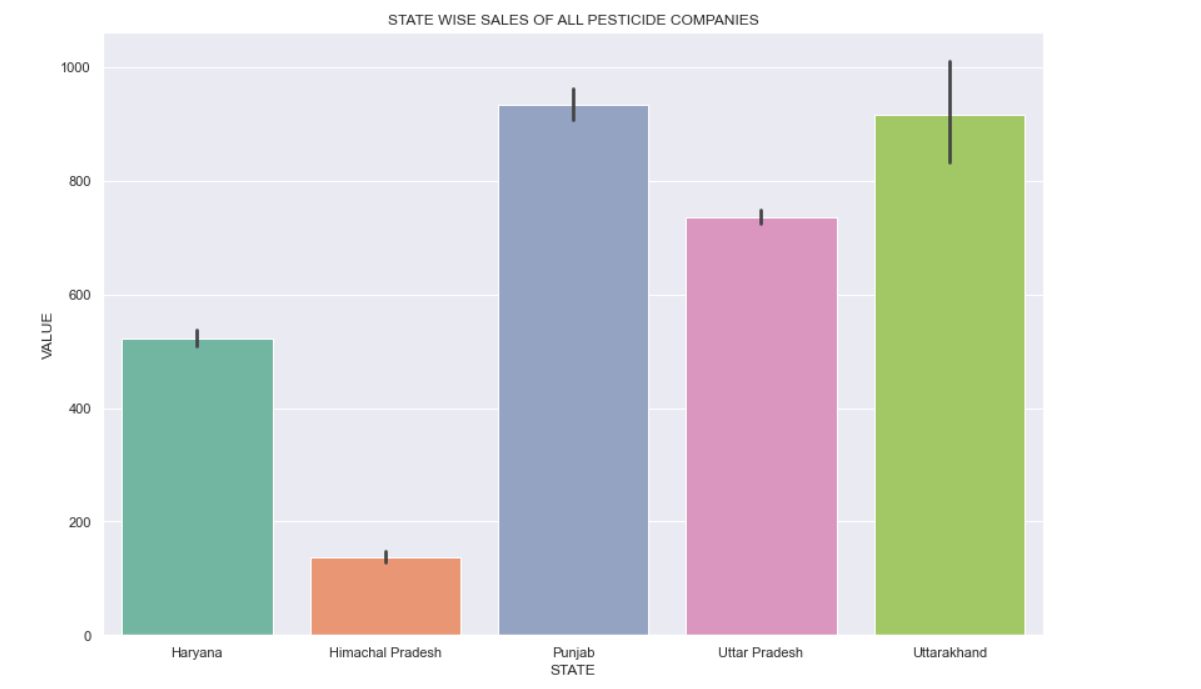 STATE WISE SALES OF ALL PESTICIDE COMPANIES
1000
800
600
400
200
0
VALUE
Haryana Himachal Pradesh Punjab Uttar Pradesh Uttarakhand
STATE